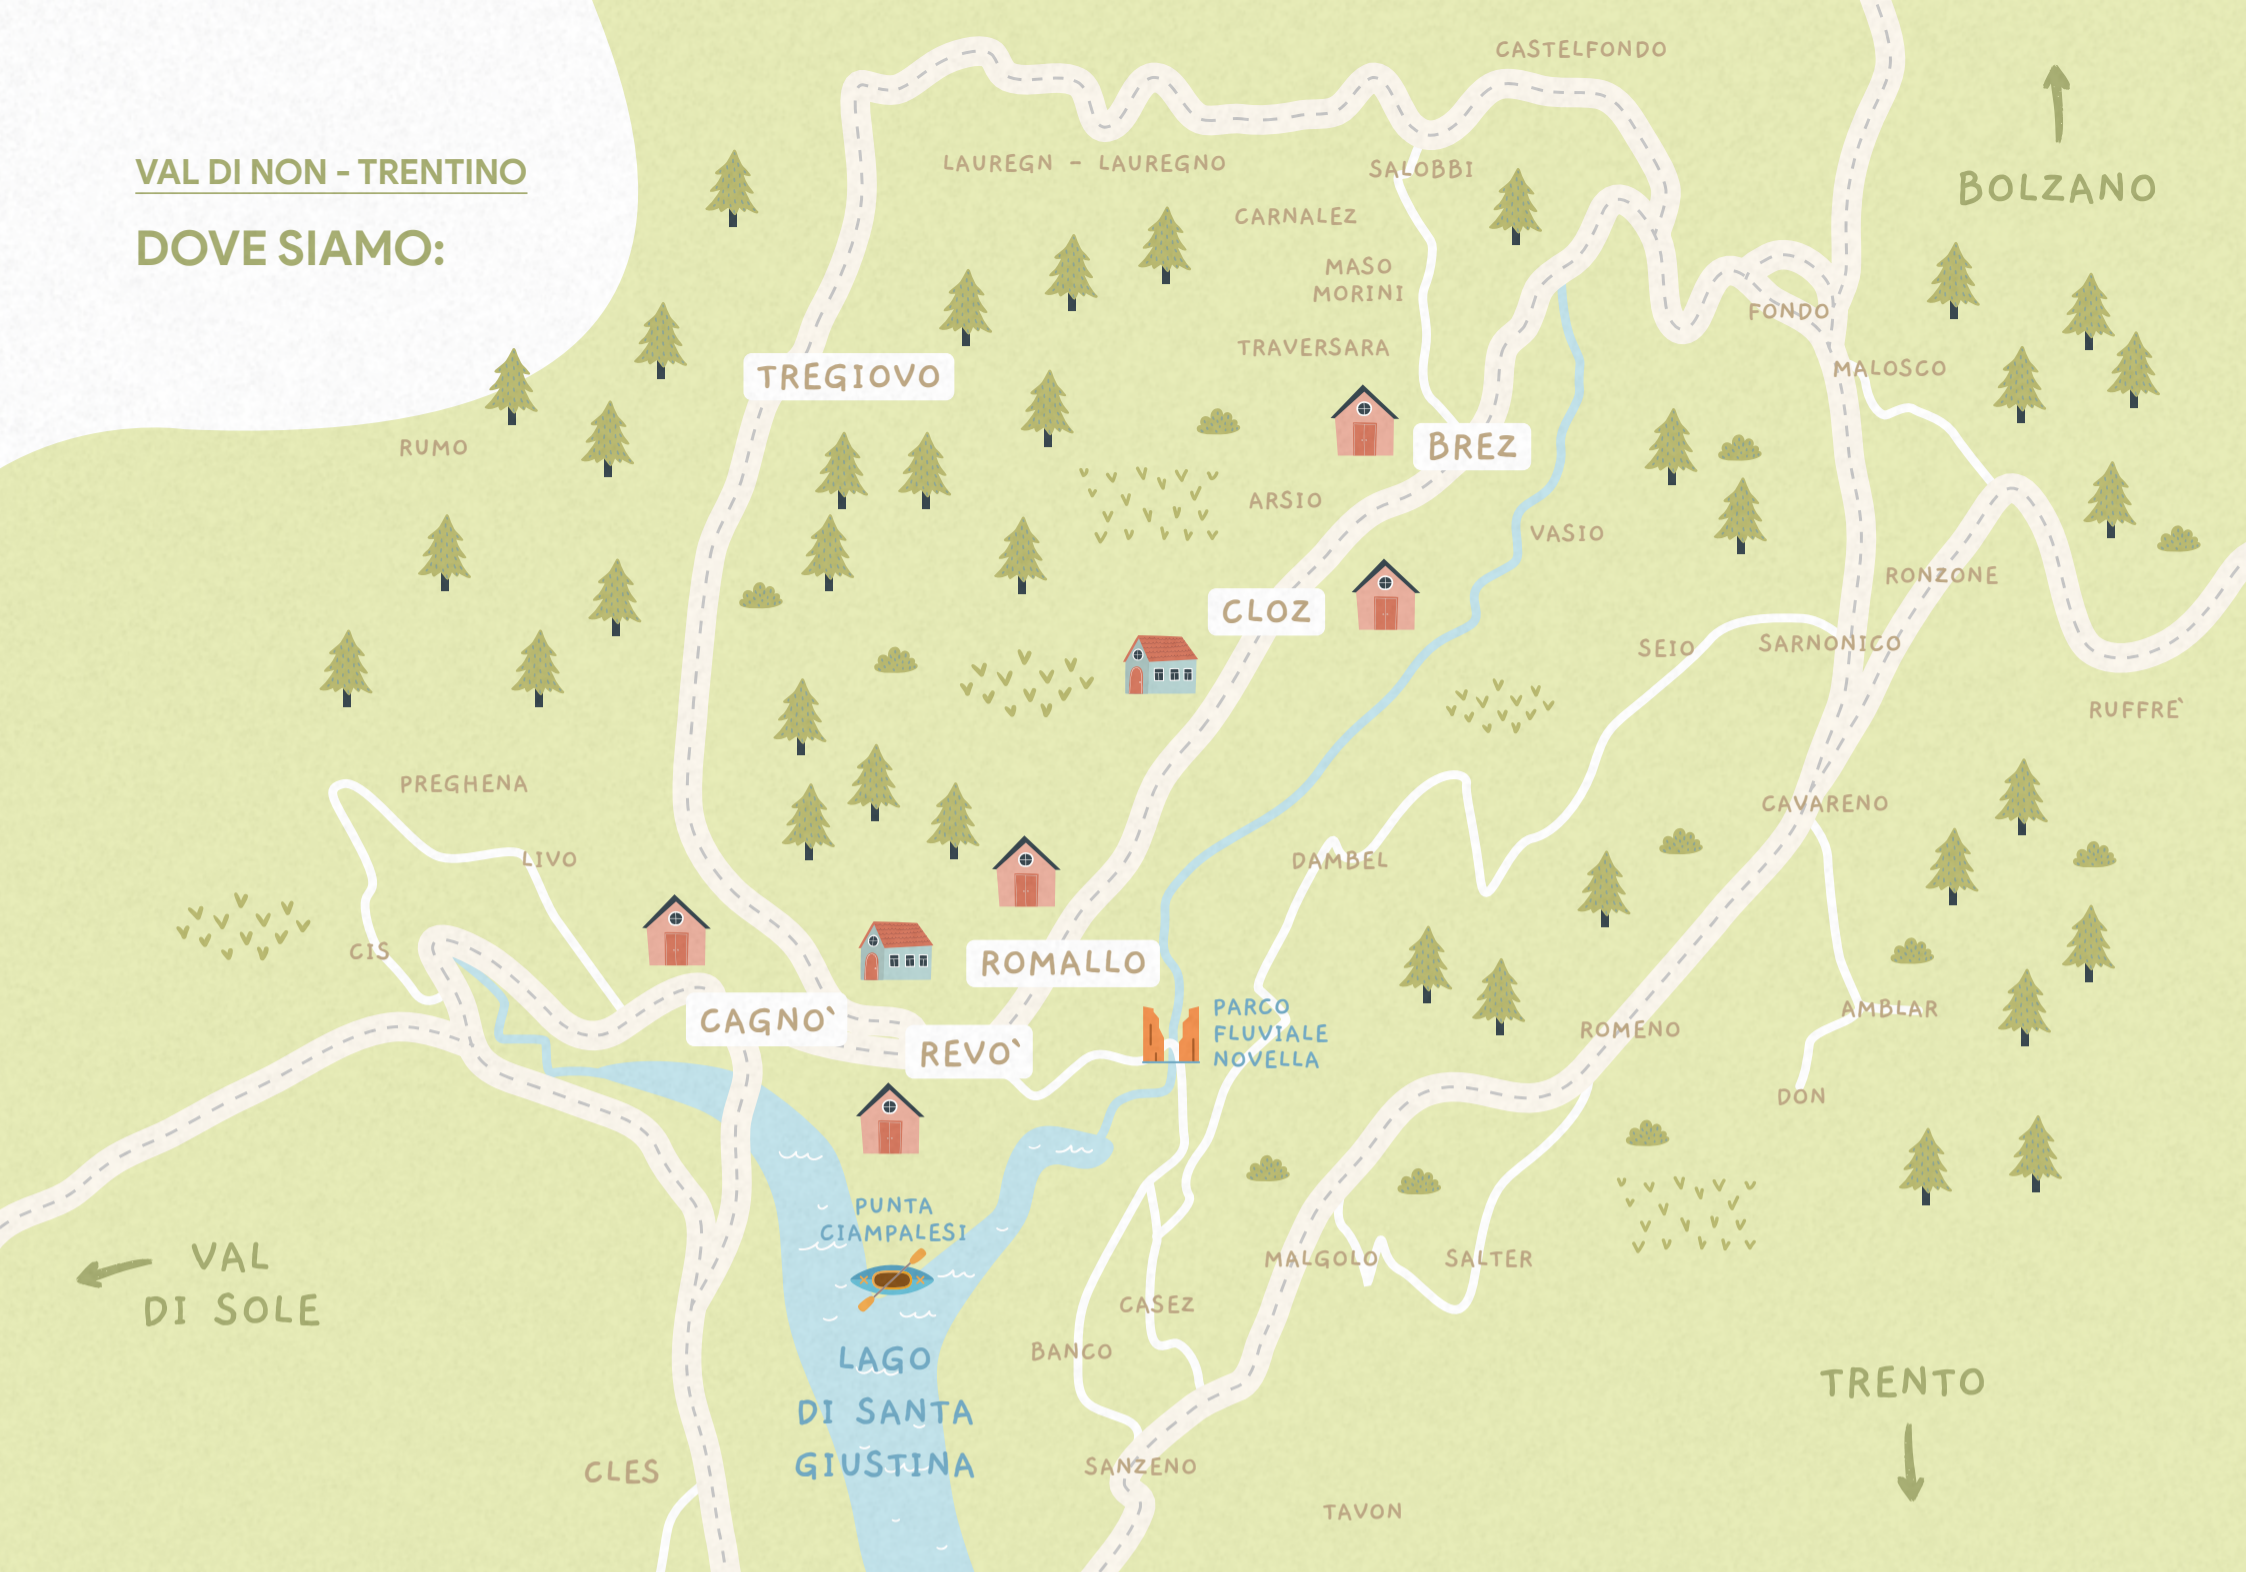 VAL DI NON - TRENTINO
DOVE SIAMO:
CASTELFONDO
LAUREGN - LAUREGNO
SALOBBI
BOLZANO
CARNALEZ
MASO
MORINI
FONDO
TRAVERSARA
MALOSCO
TREGIOVO
RUMO
BREZ
ARSIO
VASIO
RONZONE
CLOZ
SEIO
SARNONICO
RUFFRE`
PREGHENA
CAVARENO
LIVO
DAMBEL
CIS
ROMALLO
PARCO
FLUVIALE
NOVELLA
AMBLAR
CAGNO`
ROMENO
REVO`
DON
PUNTA
CIAMPALESI
VAL
DI SOLE
MALGOLO
SALTER
CASEZ
BANCO
LAGO
DI SANTA
GIUSTINA
TRENTO
CLES
SANZENO
TAVON